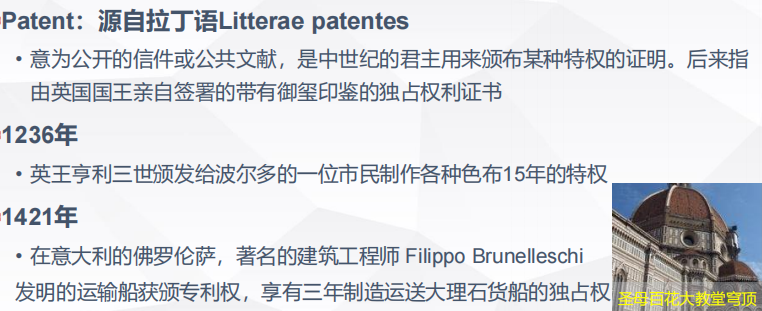 Patent：源自拉丁语Litterae patentes
• 意为公开的信件或公共文献，是中世纪的君主用来颁布某种特权的证明。后来指
由英国国王亲自签署的带有御玺印鉴的独占权利证书
1236年
• 英王亨利三世颁发给波尔多的一位市民制作各种色布15年的特权
1421年
• 在意大利的佛罗伦萨，著名的建筑工程师 Filippo Brunelleschi
发明的运输船获颁专利权，享有三年制造运送大理石货船的独占权
圣母百花大教堂穹顶